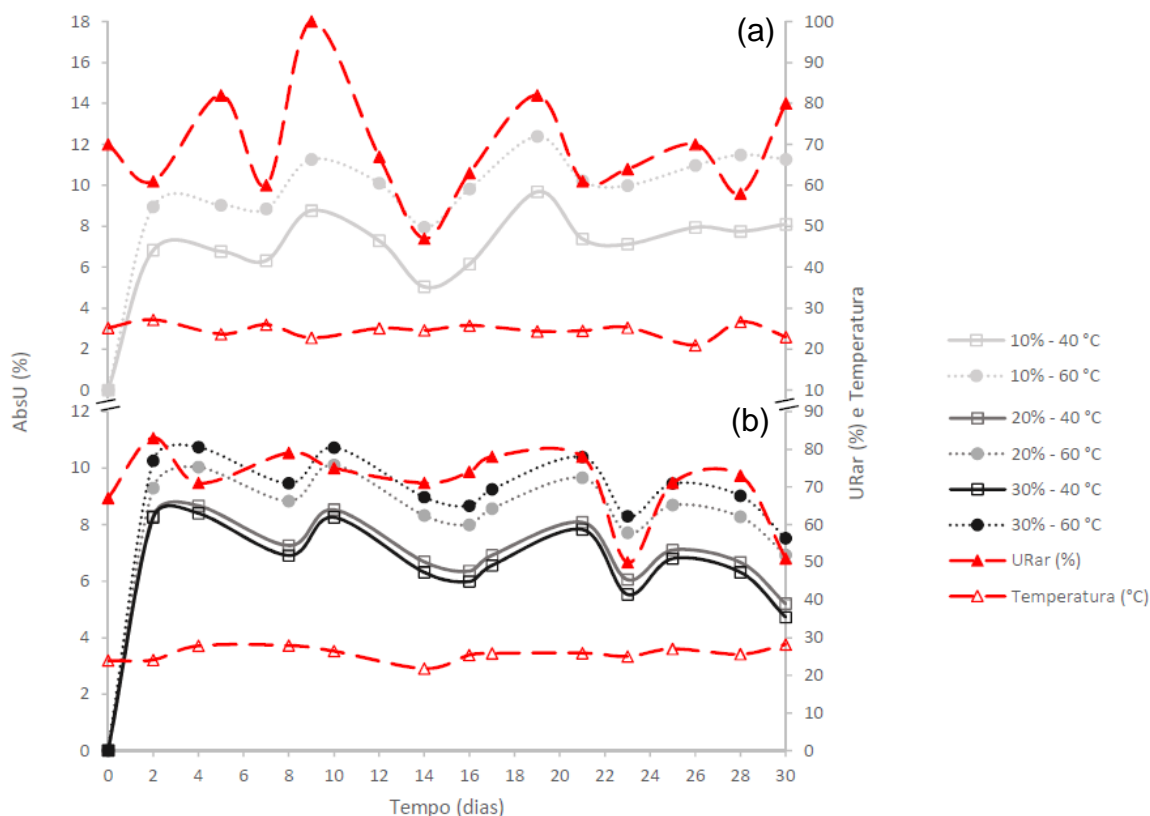 (a)
18
16
14
12
10
8
6
4
2
0
100
90
80
70
60
50
40
30
20
10
AbsU (%)
URar (%) e Temperatura
(b)
12
10
8
6
4
2
0
90
80
70
60
50
40
30
20
10
0
0 2 4 6 8 10 12 14 16 18 20 22 24 26 28 30
Tempo (dias)
10% - 40 °C
10% - 60 °C
20% - 40 °C
20% - 60 °C
30% - 40 °C
30% - 60 °C
URar (%)
Temperatura (°C)